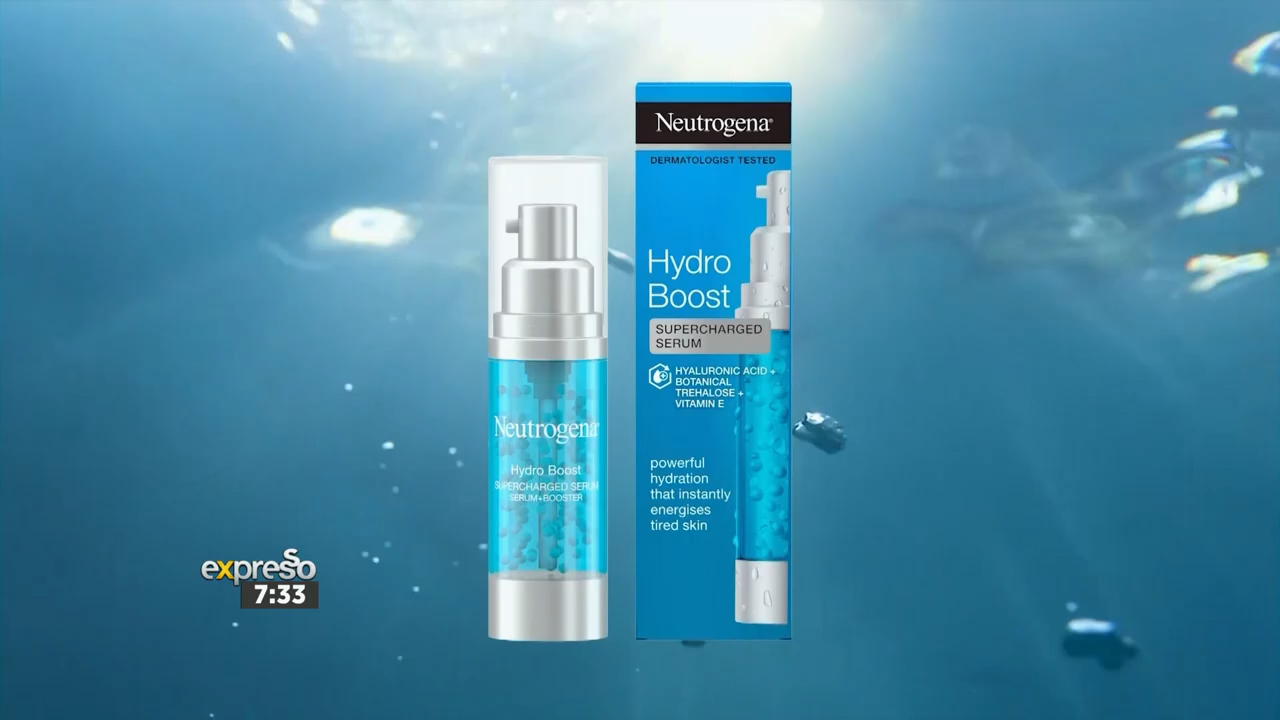 Neutrogena®
DERMATOLOGIST TESTED
Hydro
Boost
SUPERCHARGED
SERUM
HYALURONIC ACID +
BOTANICAL
TREHALOSE +
VITAMIN E
powerful
hydration
that instantly
energises
tired skin
Neutrogena®
Hydro Boost
SUPERCHARGED SERUM
SERUM+BOOSTER
expresso
7:33